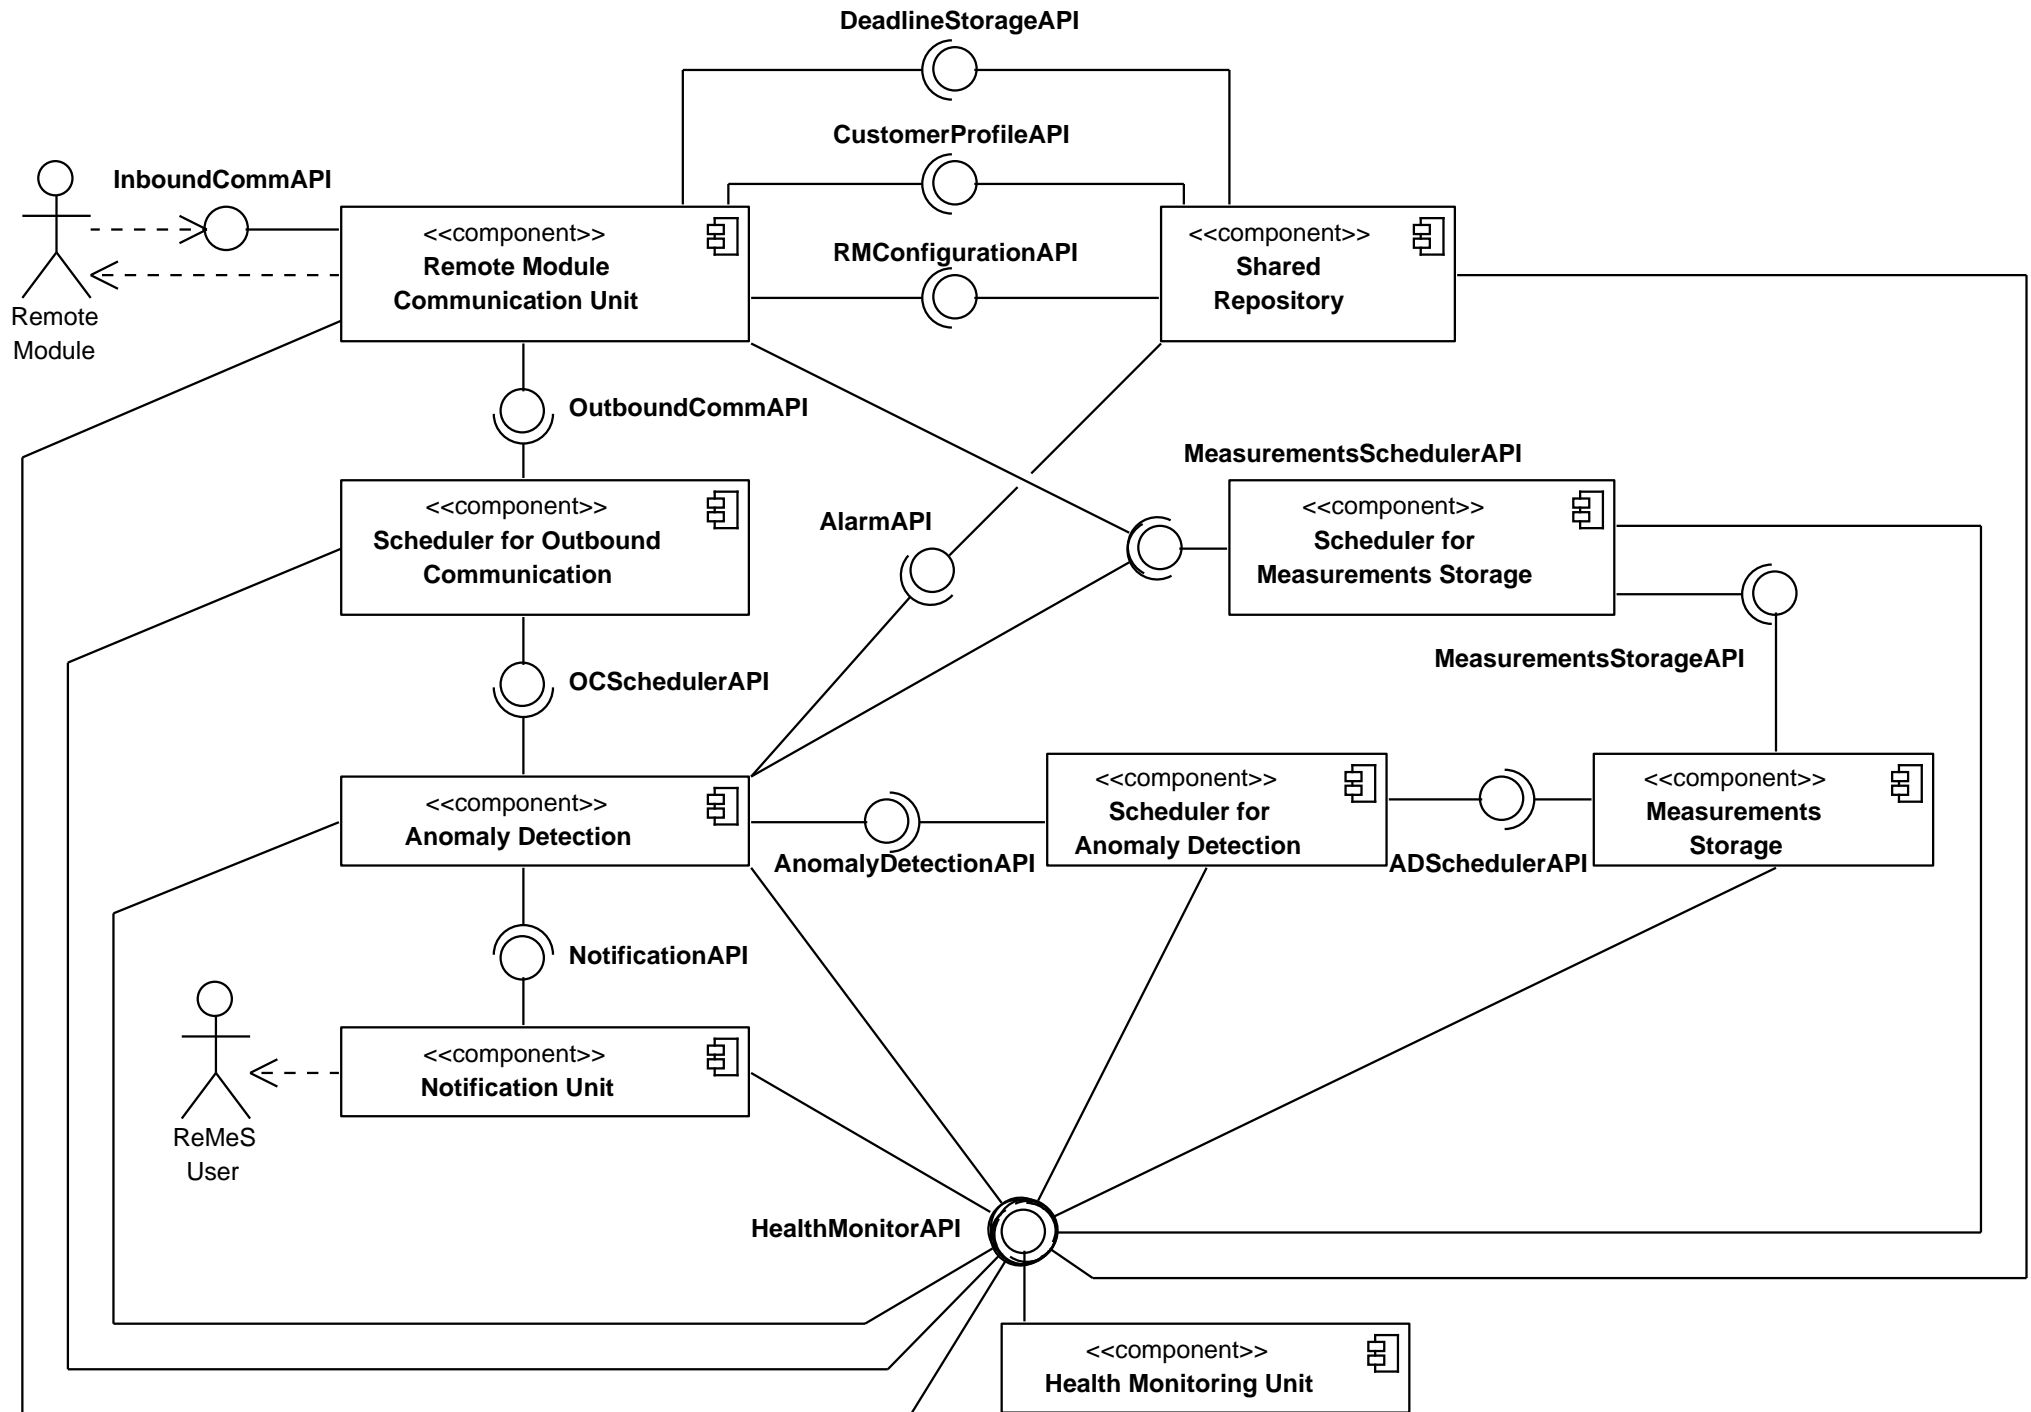 DeadlineStorageAPI
CustomerProfileAPI
InboundCommAPI
<<component>>
Remote Module
Communication Unit
RMConfigurationAPI
<<component>>
Shared
Repository
Remote
Module
OutboundCommAPI
MeasurementsSchedulerAPI
<<component>>
Scheduler for Outbound
Communication
AlarmAPI
<<component>>
Scheduler for
Measurements Storage
OCSchedulerAPI
MeasurementsStorageAPI
<<component>>
Anomaly Detection
AnomalyDetectionAPI
<<component>>
Scheduler for
Anomaly Detection
ADSchedulerAPI
<<component>>
Measurements
Storage
NotificationAPI
<<component>>
Notification Unit
ReMeS
User
HealthMonitorAPI
<<component>>
Health Monitoring Unit